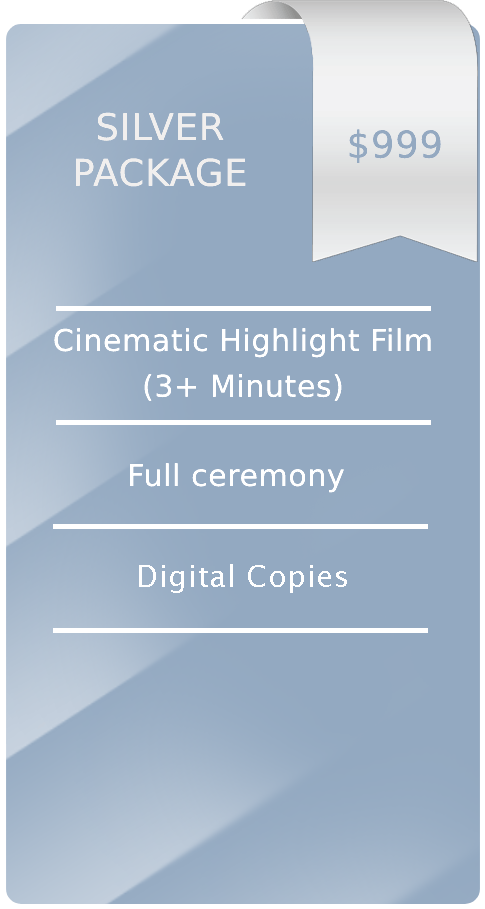 SILVER
PACKAGE
$999
Cinematic Highlight Film
(3+ Minutes)
Full ceremony
Digital Copies